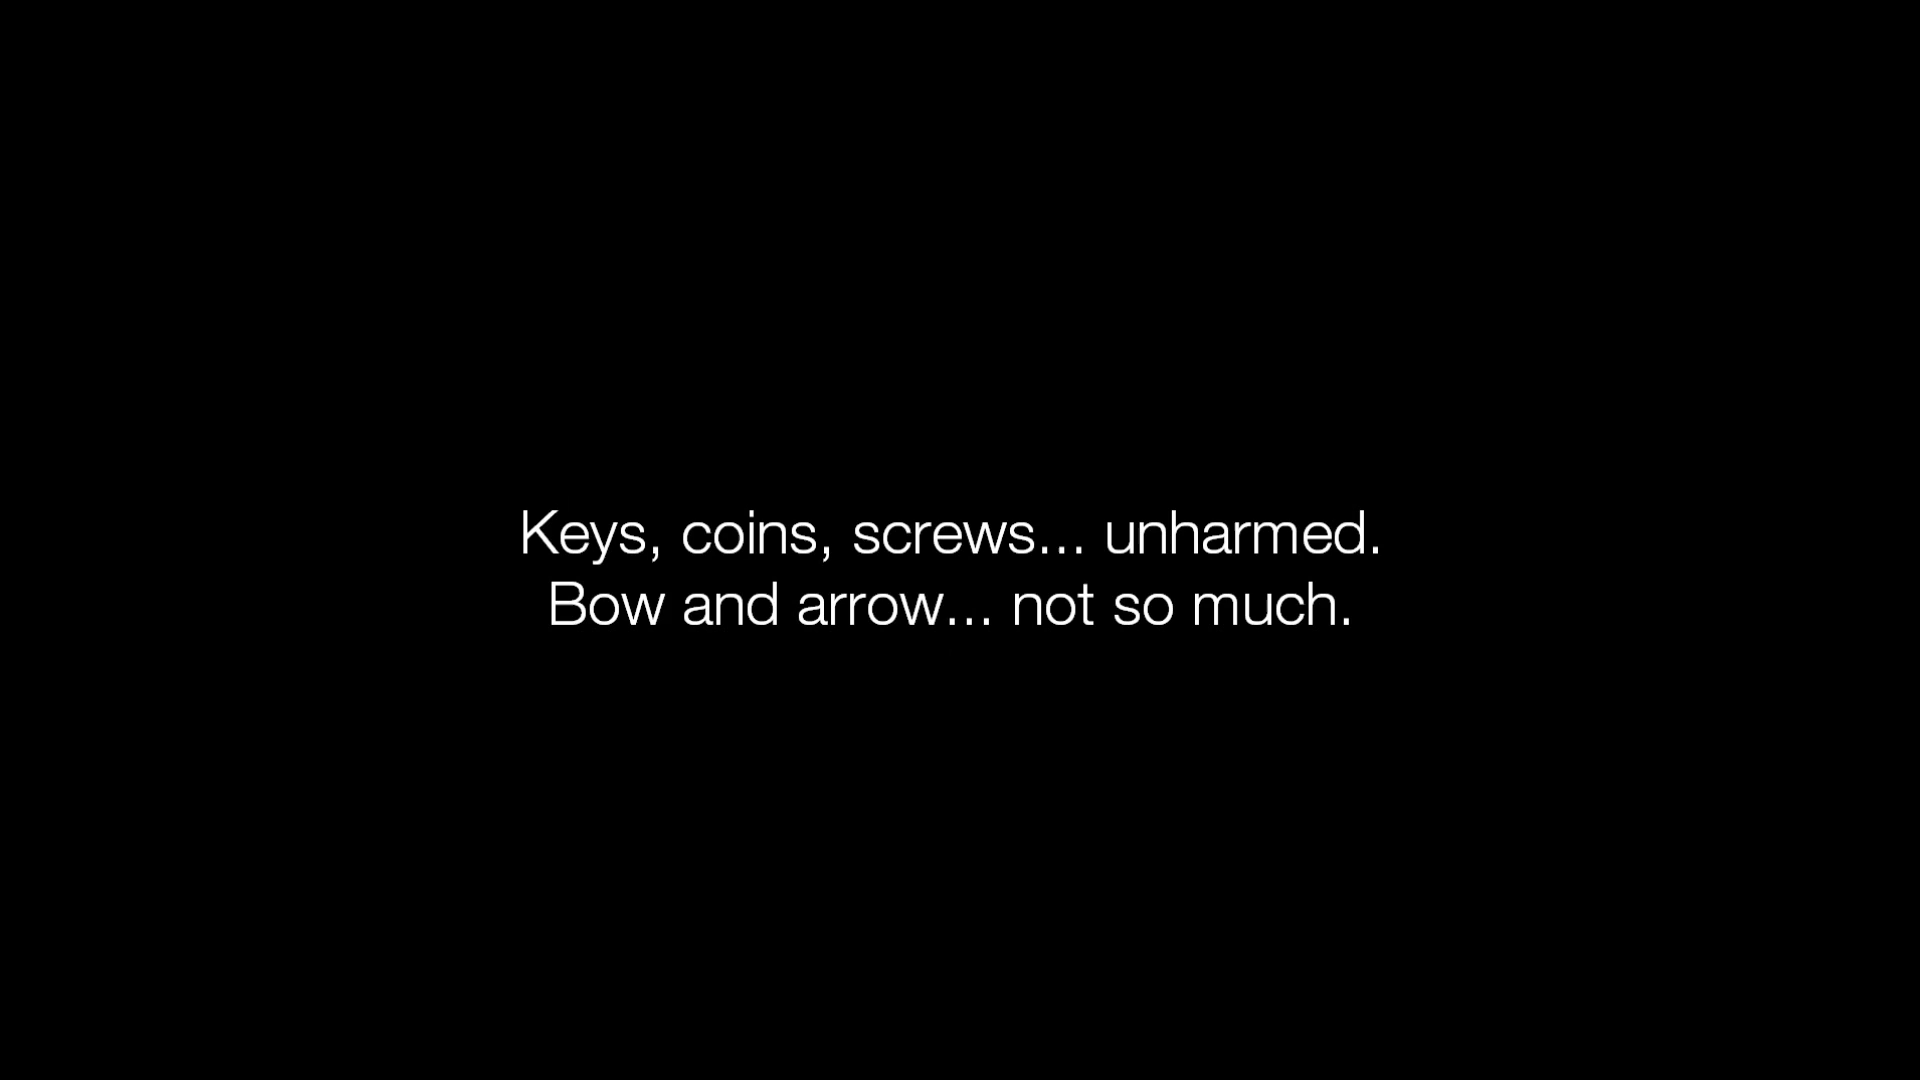 Keys, coins, screws... unharmed.
Bow and arrow... not so much.